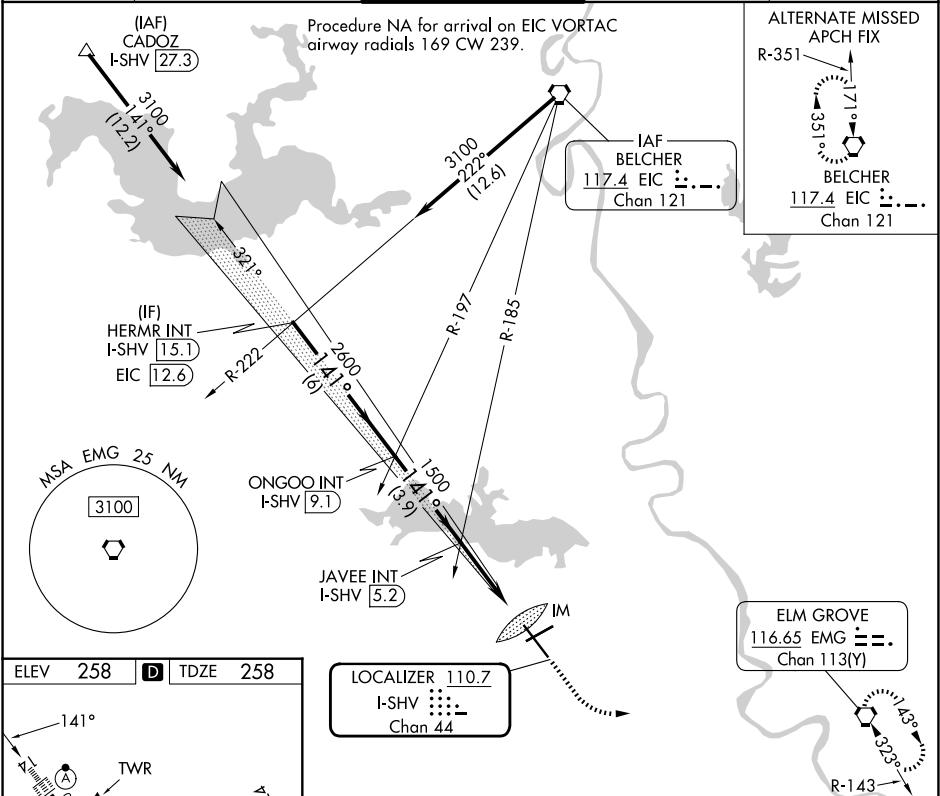 (IAF)
CADOZ
I-SHV 27.3
Procedure NA for arrival on EIC VORTAC
airway radials 169 CW 239.
ALTERNATE MISSED
APCH FIX
R-351
171°
351°
BELCHER
117.4 EIC
Chan 121
3100
141°
(12.2)
3100
222°
(12.6)
IAF
BELCHER
117.4 EIC
Chan 121
321°
R-197
R-185
(IF)
HERMR INT
I-SHV 15.1
EIC 12.6
R-222
2600
141°
(6)
MSA EMG 25 NM
3100
ONGOO INT
I-SHV 9.1
1500
141°
(3.9)
JAVEE INT
I-SHV 5.2
IM
LOCALIZER 110.7
I-SHV
Chan 44
ELM GROVE
116.65 EMG
Chan 113(Y)
143°
323°
R-143
ELEV 258 D TDZE 258
141°
14
A
TWR